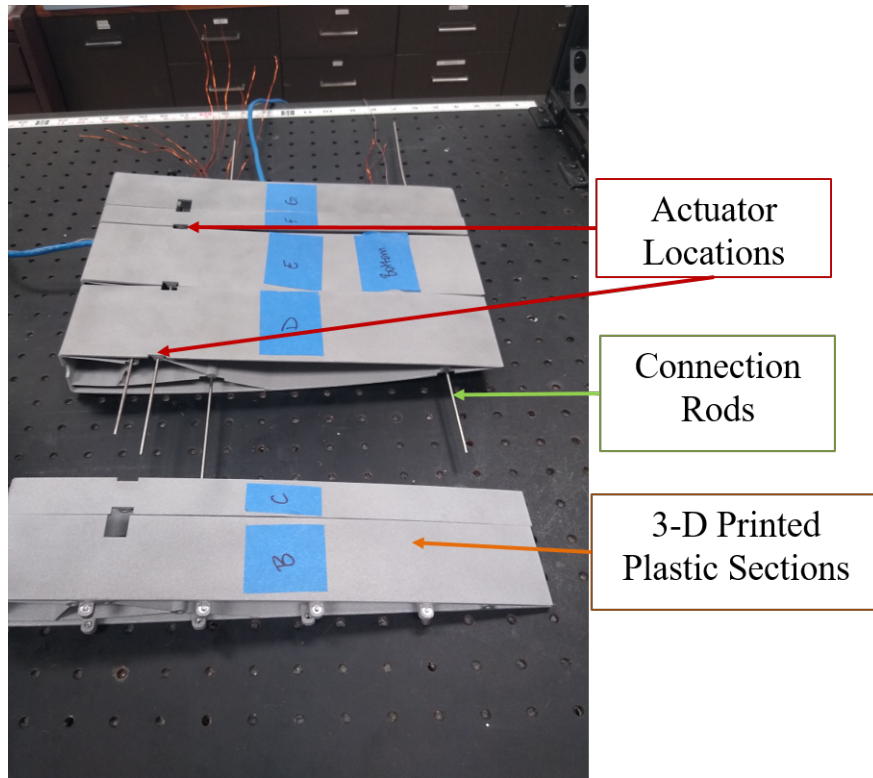 Actuator
Locations
Connection
Rods
3-D Printed
Plastic Sections
G
F
E
Bottom
D
C
B